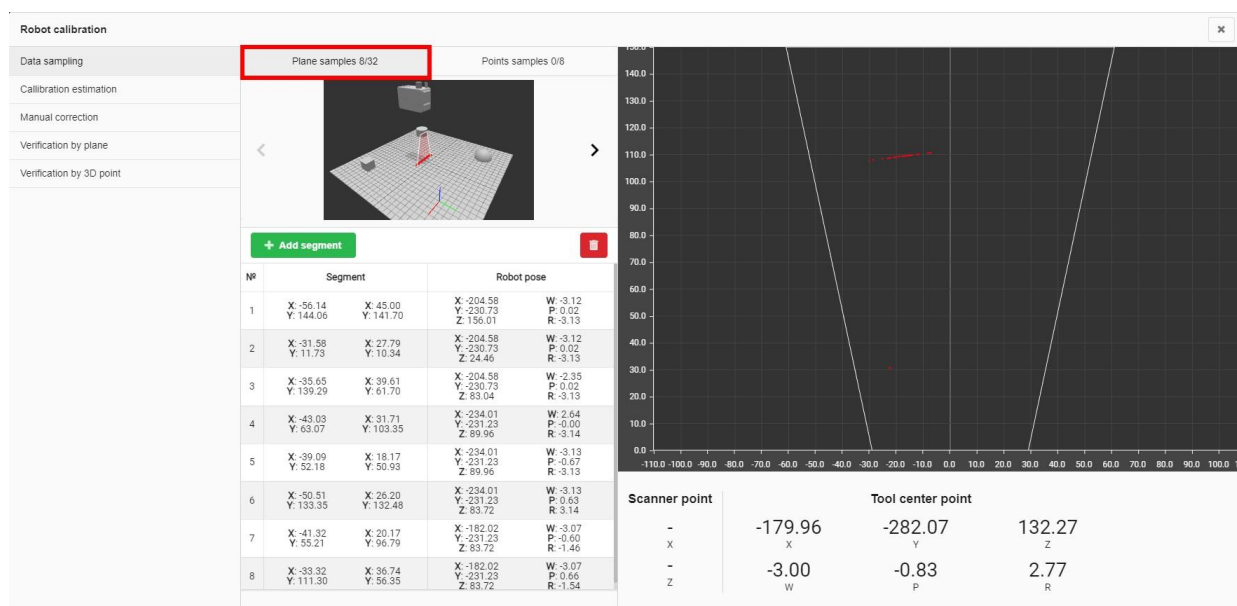 Robot calibration
Data sampling
Callibration estimation
Manual correction
Verification by plane
Verification by 3D point
Plane samples 8/32
Points samples 0/8
+ Add segment
№ Segment Robot pose
1 X: -56.14 X: 45.00 X: -204.58 W: -3.12
Y: 144.06 Y: 141.70 Y: -230.73 P: 0.02
Z: 156.01 R: -3.13
2 X: -31.58 X: 27.79 X: -204.58 W: -3.12
Y: 11.73 Y: 10.34 Y: -230.73 P: 0.02
Z: 24.46 R: -3.13
3 X: -35.65 X: 39.61 X: -204.58 W: -2.35
Y: 139.29 Y: 61.70 Y: -230.73 P: 0.02
Z: 83.04 R: -3.13
4 X: -43.03 X: 31.71 X: -234.01 W: 2.64
Y: 63.07 Y: 103.35 Y: -231.23 P: -0.00
Z: 89.96 R: -3.14
5 X: -39.09 X: 18.17 X: -234.01 W: -3.13
Y: 52.18 Y: 50.93 Y: -231.23 P: -0.67
Z: 89.96 R: -3.13
6 X: -50.51 X: 26.20 X: -234.01 W: -3.13
Y: 133.35 Y: 132.48 Y: -231.23 P: 0.63
Z: 83.72 R: 3.14
7 X: -41.32 X: 20.17 X: -182.02 W: -3.07
Y: 55.21 Y: 96.79 Y: -231.23 P: -0.60
Z: 83.72 R: -1.46
8 X: -33.32 X: 36.74 X: -182.02 W: -3.07
Y: 111.30 Y: 56.35 Y: -231.23 P: 0.66
Z: 83.72 R: -1.54
150.0
140.0
130.0
120.0
110.0
100.0
90.0
80.0
70.0
60.0
50.0
40.0
30.0
20.0
10.0
0.0
-110.0 -100.0 -90.0 -80.0 -70.0 -60.0 -50.0 -40.0 -30.0 -20.0 -10.0 0.0 10.0 20.0 30.0 40.0 50.0 60.0 70.0 80.0 90.0 100.0
Scanner point Tool center point
- -179.96 -282.07 132.27
X X Y Z
- -3.00 -0.83 2.77
Z W P R